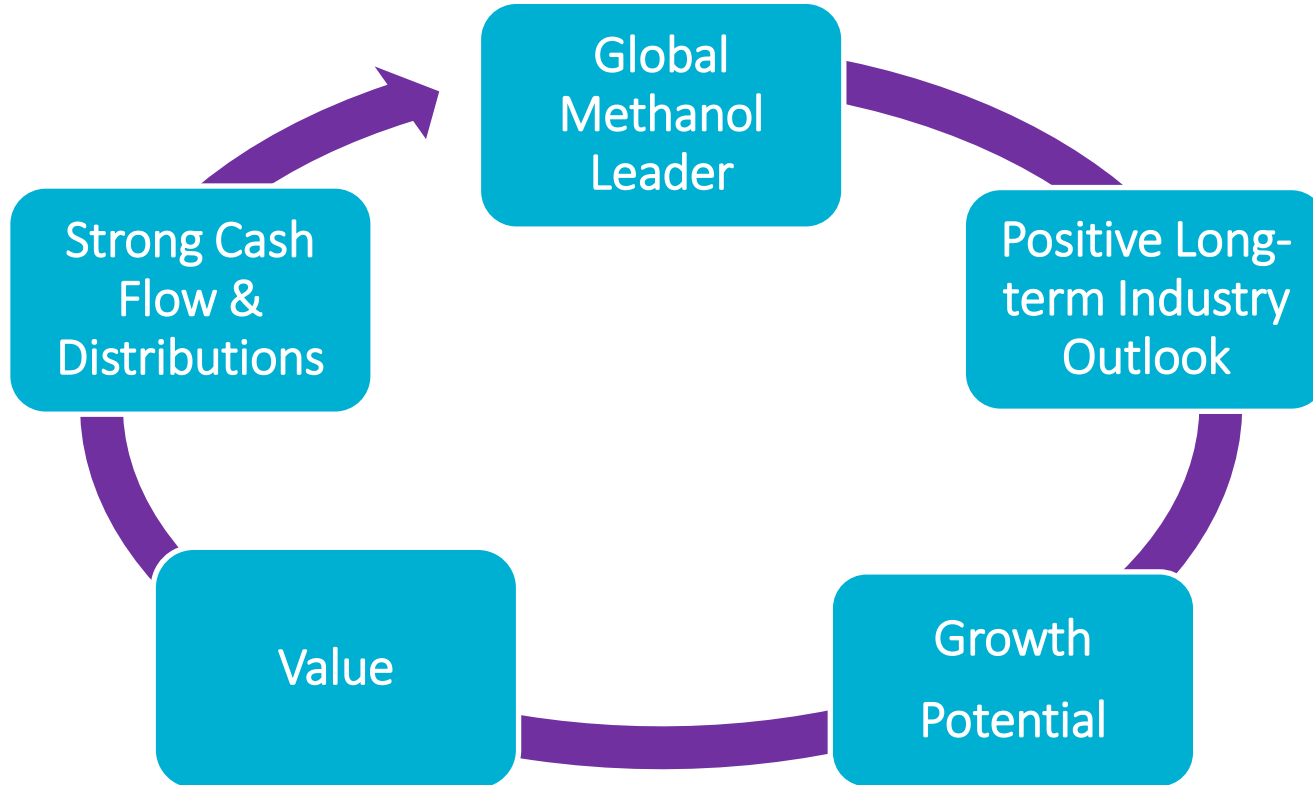 Global
Methanol
Leader
Positive Long-
term Industry
Outlook
Growth
Potential
Value
Strong Cash
Flow &
Distributions